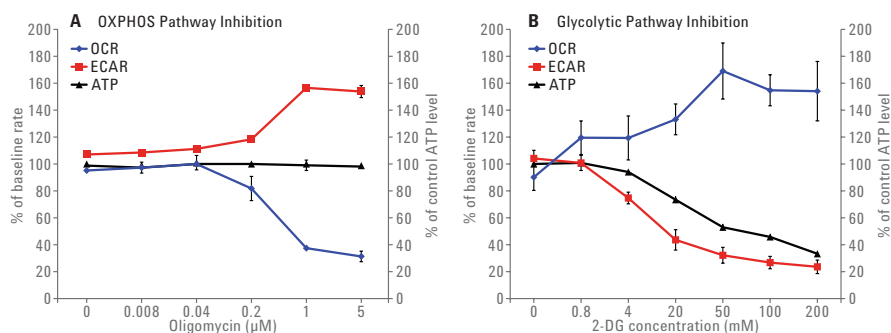 A OXPHOS Pathway Inhibition
OCR
ECAR
ATP
% of baseline rate
200
180
160
140
120
100
80
60
40
20
0
0 0.008 0.04 0.2 1 5
Oligomycin (µM)
200
180
160
140
120
100
80
60
40
20
0
% of control ATP level
B Glycolytic Pathway Inhibition
OCR
ECAR
ATP
% of baseline rate
200
180
160
140
120
100
80
60
40
20
0
0 0.8 4 20 50 100 200
2-DG concentration (mM)
200
180
160
140
120
100
80
60
40
20
0
% of control ATP level